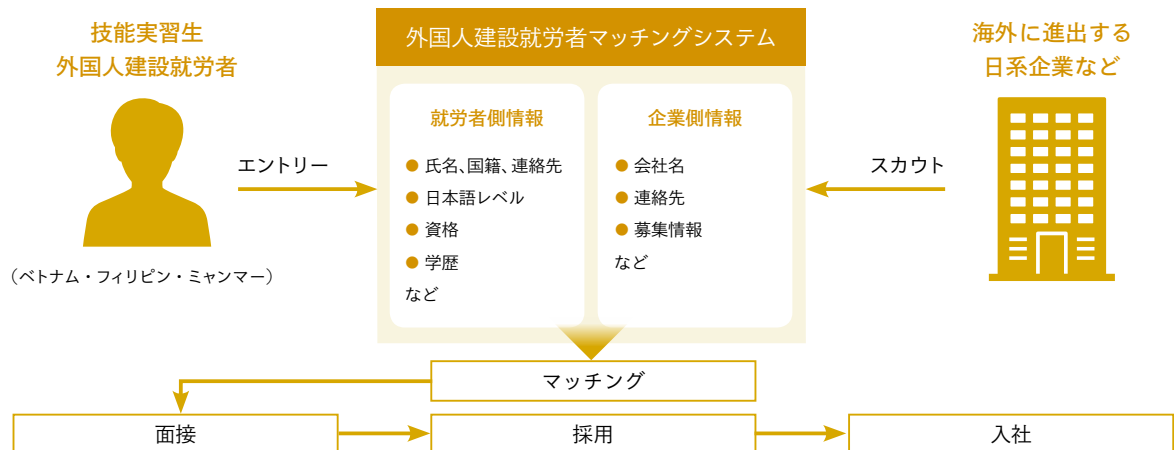 技能実習生
外国人建設就労者
エントリー
（ベトナム・フィリピン・ミャンマー）
外国人建設就労者マッチングシステム
就労者側情報
● 氏名、国籍、連絡先
● 日本語レベル
● 資格
● 学歴
など
企業側情報
● 会社名
● 連絡先
● 募集情報
など
海外に進出する
日系企業など
スカウト
マッチング
面接
採用
入社